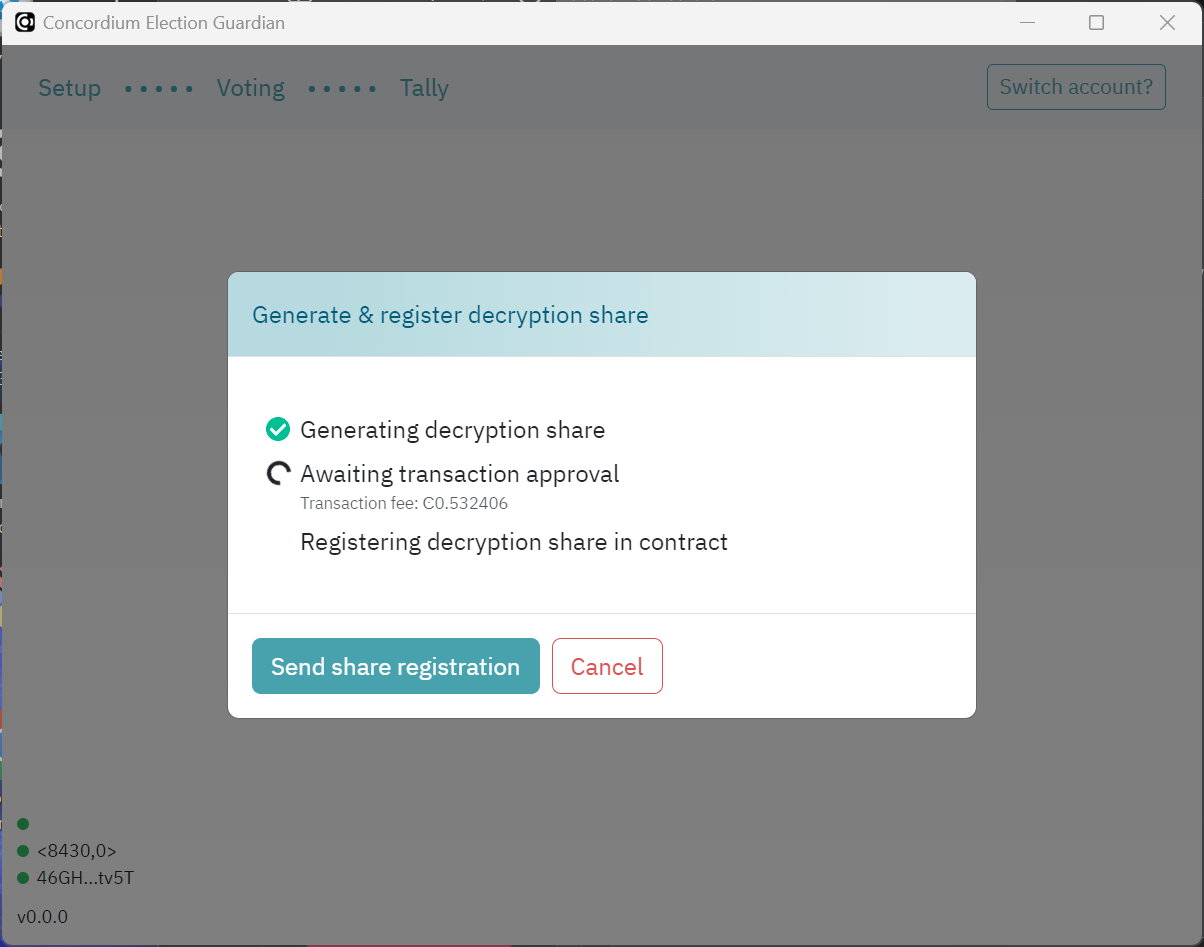 Concordium Election Guardian
Setup ••••• Voting ••••• Tally Switch account?
Generate & register decryption share
Generating decryption share
Awaiting transaction approval
Transaction fee: Ͼ0.532406
Registering decryption share in contract
Send share registration Cancel
<8430,0>
46GH...tv5T
v0.0.0